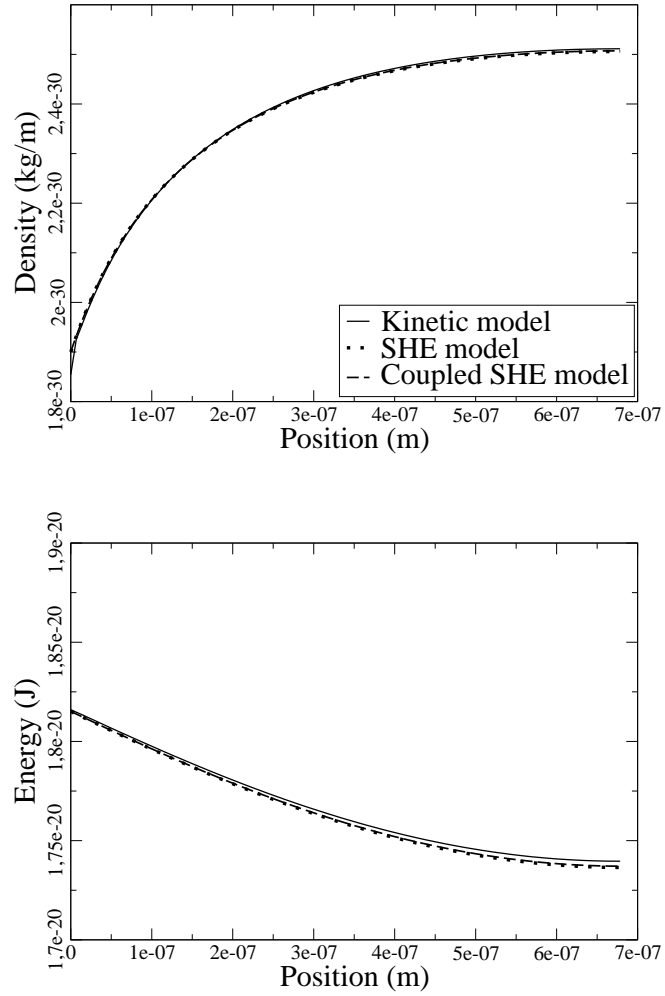 2,4e-30
2,2e-30
2e-30
1,8e-30
Density (kg/m)
Kinetic model
SHE model
Coupled SHE model
0
1e-07
2e-07
3e-07
4e-07
5e-07
6e-07
7e-07
Position (m)
1,9e-20
1,85e-20
1,8e-20
1,75e-20
1,7e-20
Energy (J)
0
1e-07
2e-07
3e-07
4e-07
5e-07
6e-07
7e-07
Position (m)